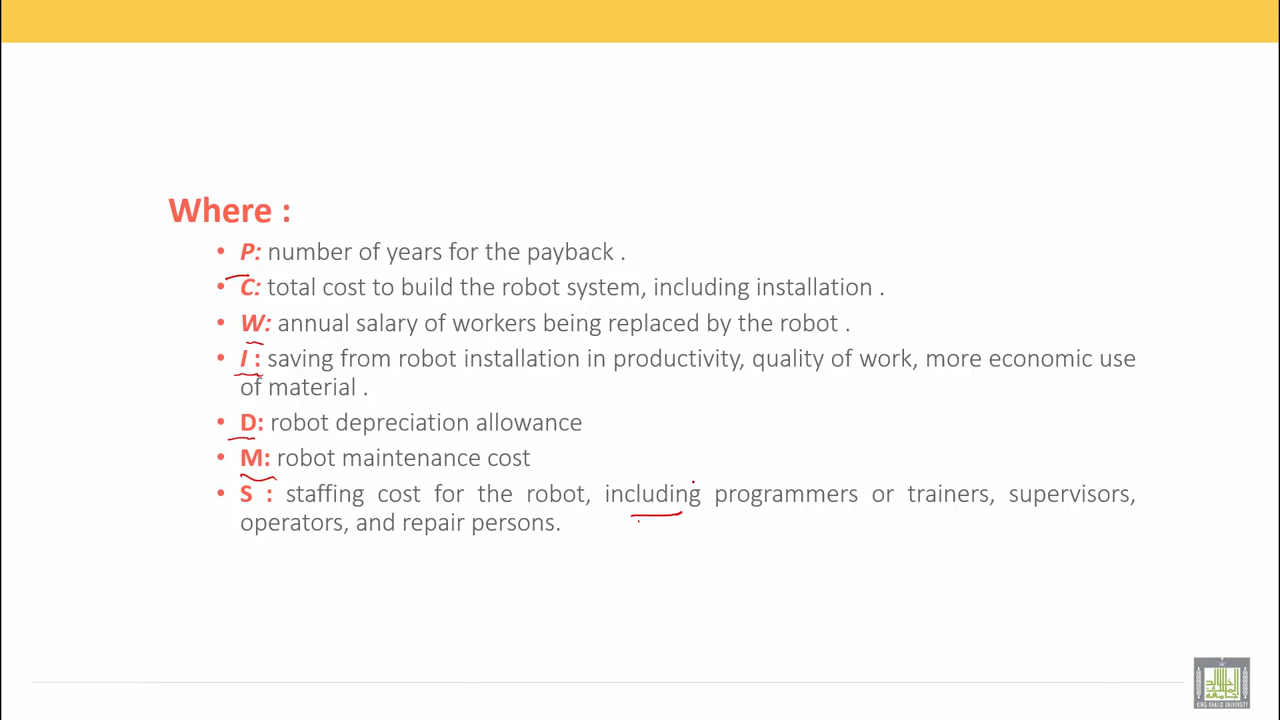 Where :
• P: number of years for the payback .
• C: total cost to build the robot system, including installation .
• W: annual salary of workers being replaced by the robot .
• I : saving from robot installation in productivity, quality of work, more economic use
of material .
• D: robot depreciation allowance
• M: robot maintenance cost
• S : staffing cost for the robot, including programmers or trainers, supervisors,
operators, and repair persons.
KING KHALID UNIVERSITY